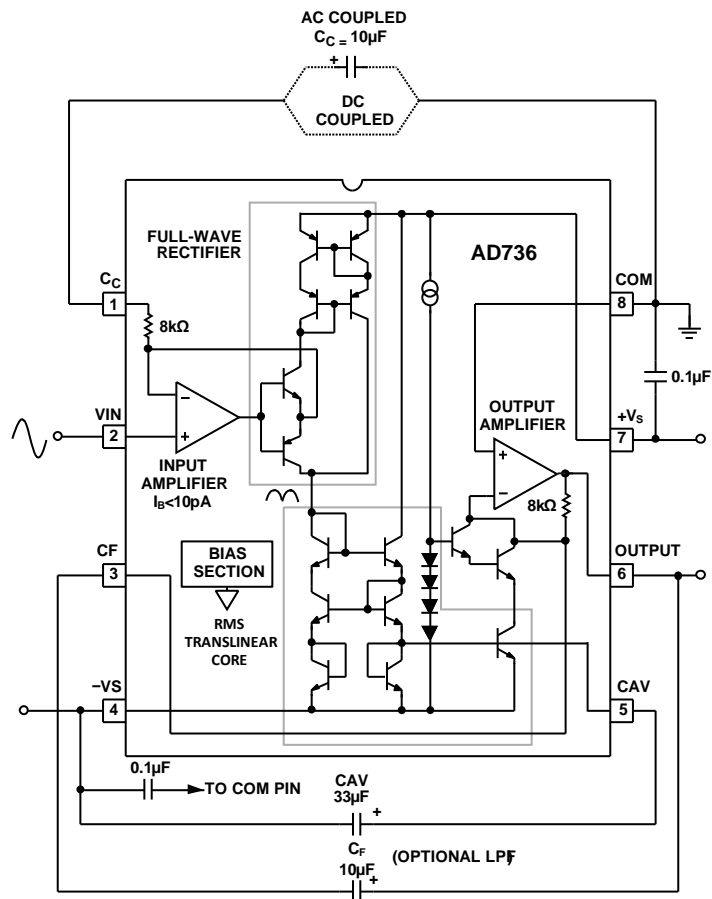 AC COUPLED
CC = 10µF
+
DC
COUPLED
FULL-WAVE
RECTIFIER
AD736
CC
1
8kΩ
COM
8
0.1µF
VIN
2
−
+
INPUT
AMPLIFIER
IB<10pA
OUTPUT
AMPLIFIER
+
−
+VS
7
8kΩ
CF
3
BIAS
SECTION
RMS
TRANSLINEAR
CORE
OUTPUT
6
−VS
4
CAV
5
0.1µF
TO COM PIN
CAV
33µF
+
CF
10µF
+
(OPTIONAL LPF)